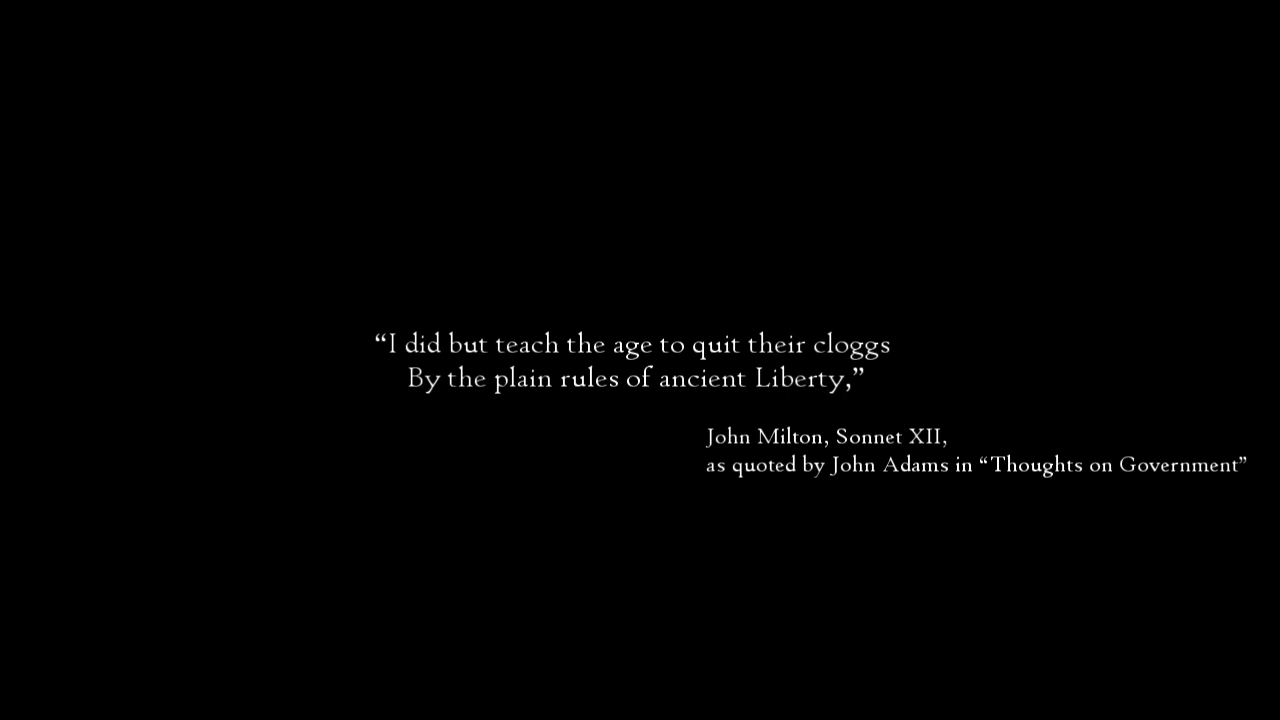 “I did but teach the age to quit their cloggs
By the plain rules of ancient Liberty,”
John Milton, Sonnet XII,
as quoted by John Adams in “Thoughts on Government”